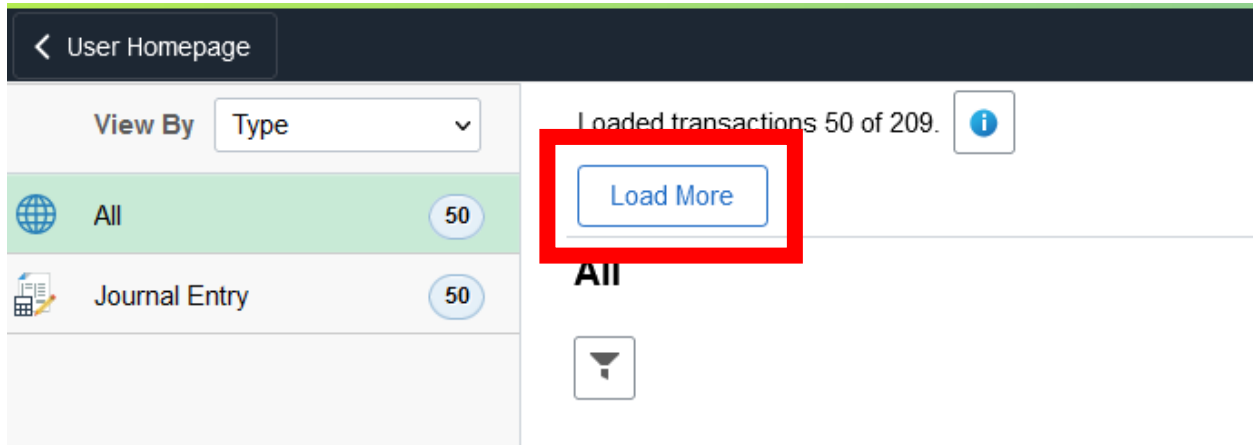 User Homepage
View By Type
Loaded transactions 50 of 209.
Load More
All 50
Journal Entry 50
All